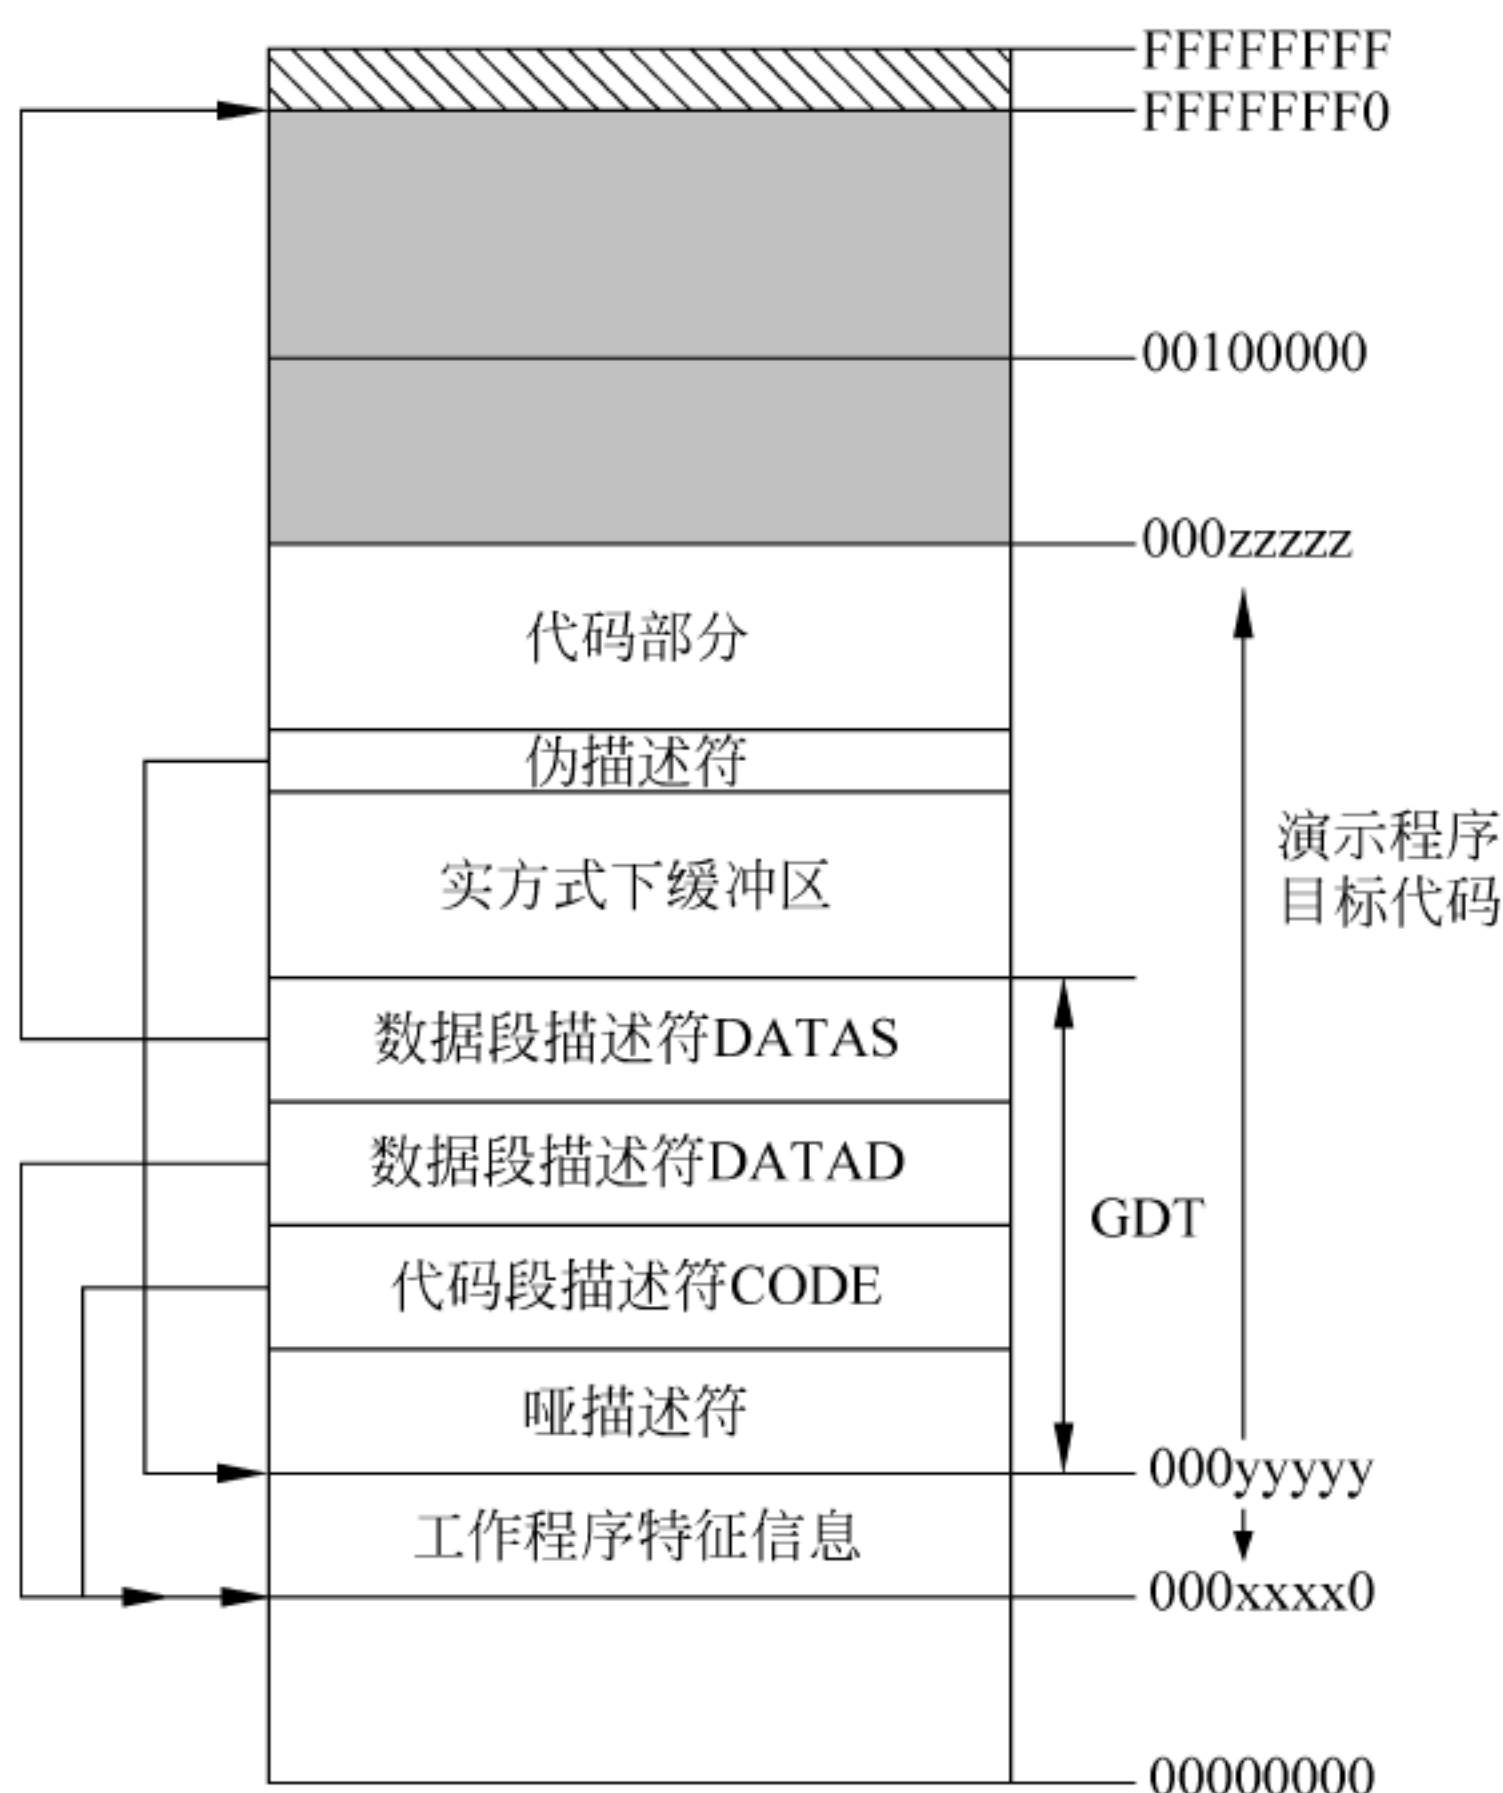 FFFFFFFF
FFFFFFF0
00100000
000zzzzz
代码部分
伪描述符
演示程序
目标代码
实方式下缓冲区
数据段描述符DATAS
数据段描述符DATAD
GDT
代码段描述符CODE
哑描述符
000yyyyy
工作程序特征信息
000xxxx0
00000000